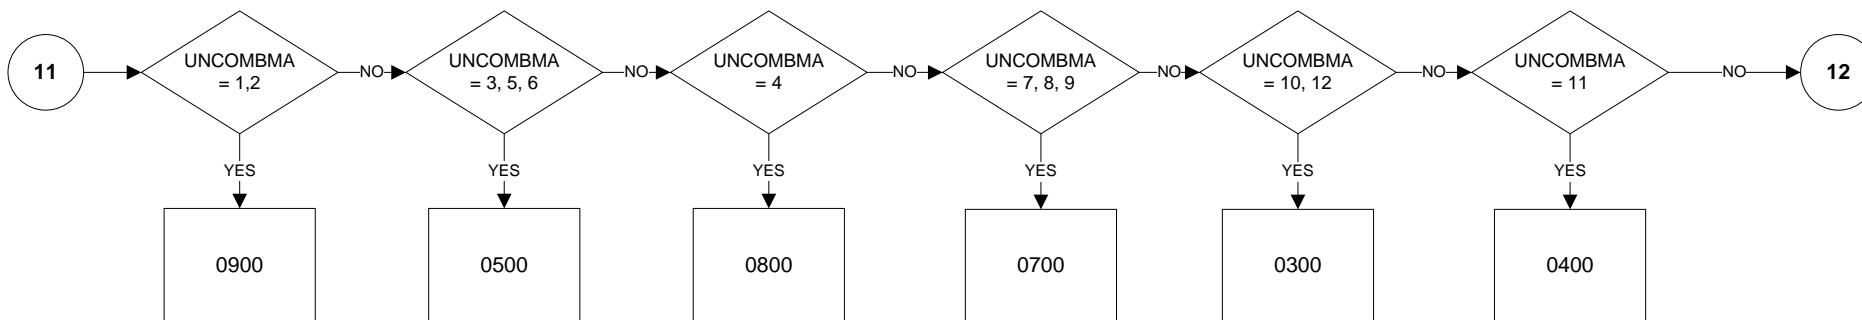 11
UNCOMBMA
= 1,2
NO
UNCOMBMA
= 3, 5, 6
NO
UNCOMBMA
= 4
NO
UNCOMBMA
= 7, 8, 9
NO
UNCOMBMA
= 10, 12
NO
UNCOMBMA
= 11
NO
12
YES
YES
YES
YES
YES
YES
0900
0500
0800
0700
0300
0400